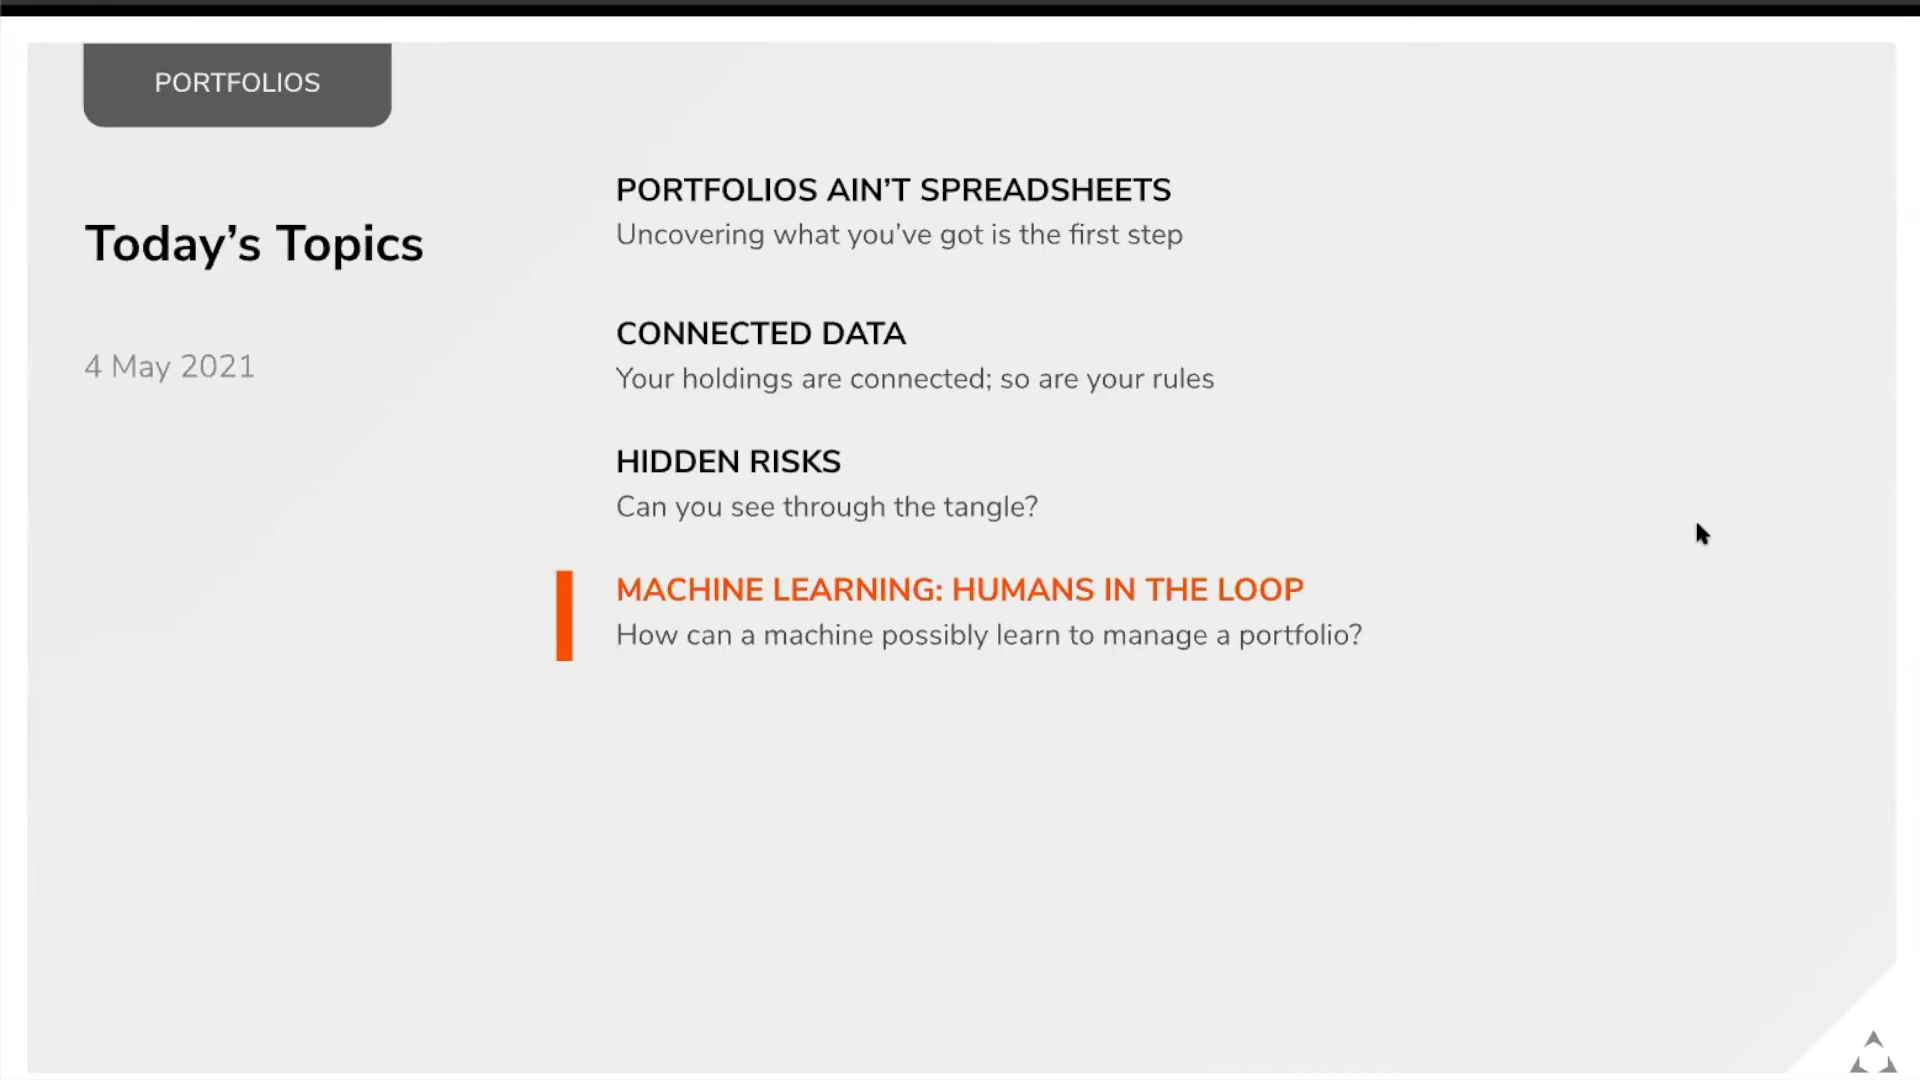 PORTFOLIOS
Today’s Topics
4 May 2021
PORTFOLIOS AIN’T SPREADSHEETS
Uncovering what you’ve got is the first step
CONNECTED DATA
Your holdings are connected; so are your rules
HIDDEN RISKS
Can you see through the tangle?
MACHINE LEARNING: HUMANS IN THE LOOP
How can a machine possibly learn to manage a portfolio?